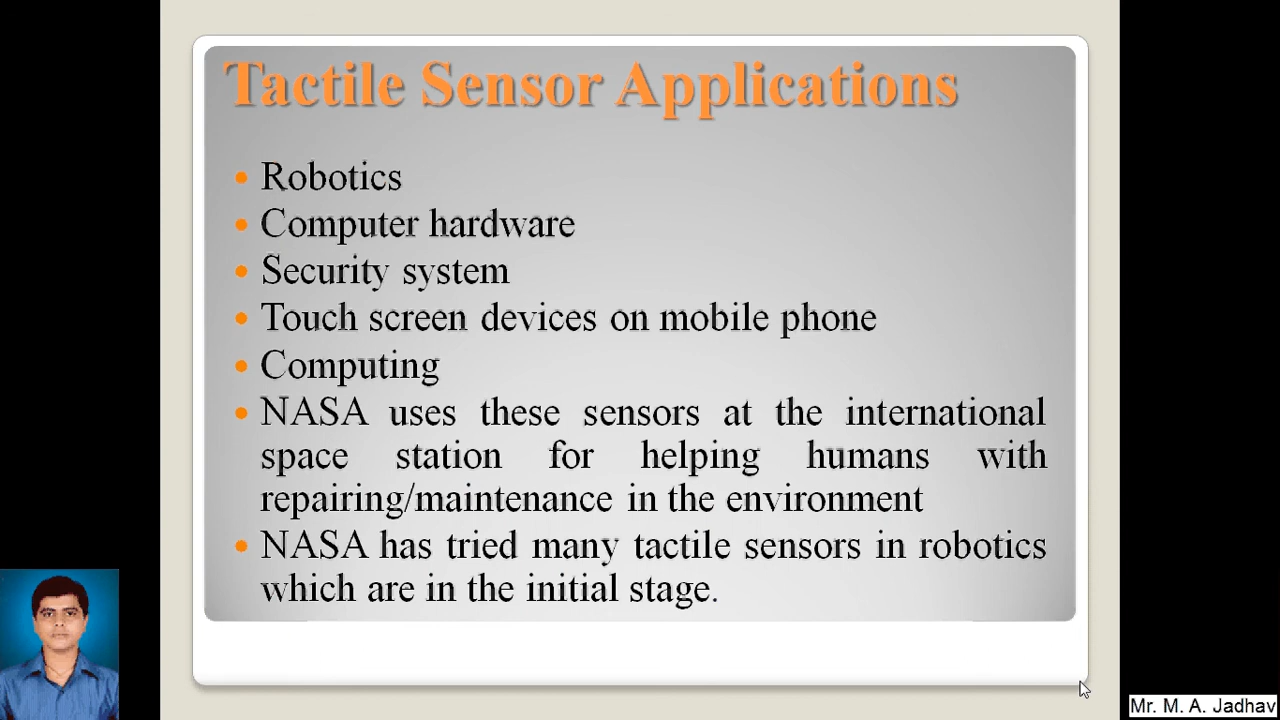 Tactile Sensor Applications
Robotics
Computer hardware
Security system
Touch screen devices on mobile phone
Computing
NASA uses these sensors at the international
space station for helping humans with
repairing/maintenance in the environment
NASA has tried many tactile sensors in robotics
which are in the initial stage.
Mr. M. A. Jadhav